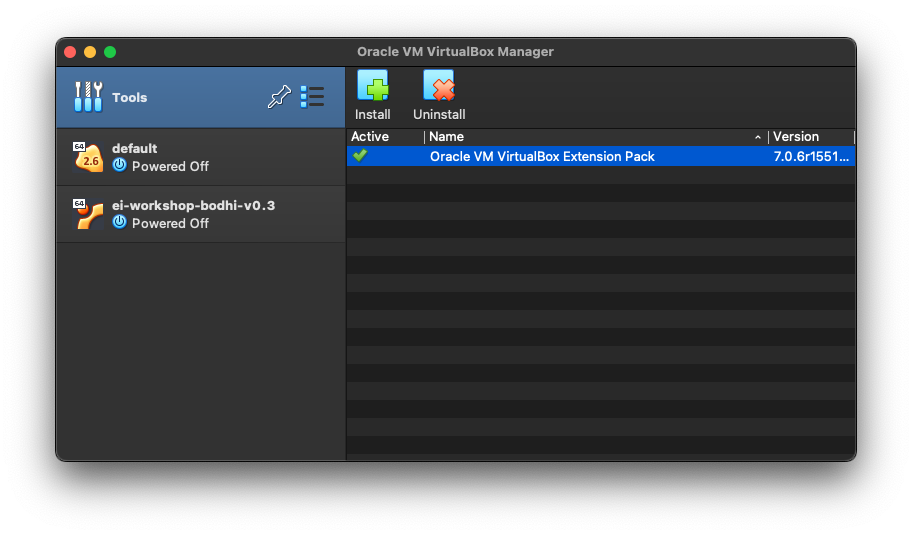 Oracle VM VirtualBox Manager
Tools
Install
Uninstall
64
2.6
default
Powered Off
64
ei-workshop-bodhi-v0.3
Powered Off
Active Name Version
Oracle VM VirtualBox Extension Pack 7.0.6r1551...